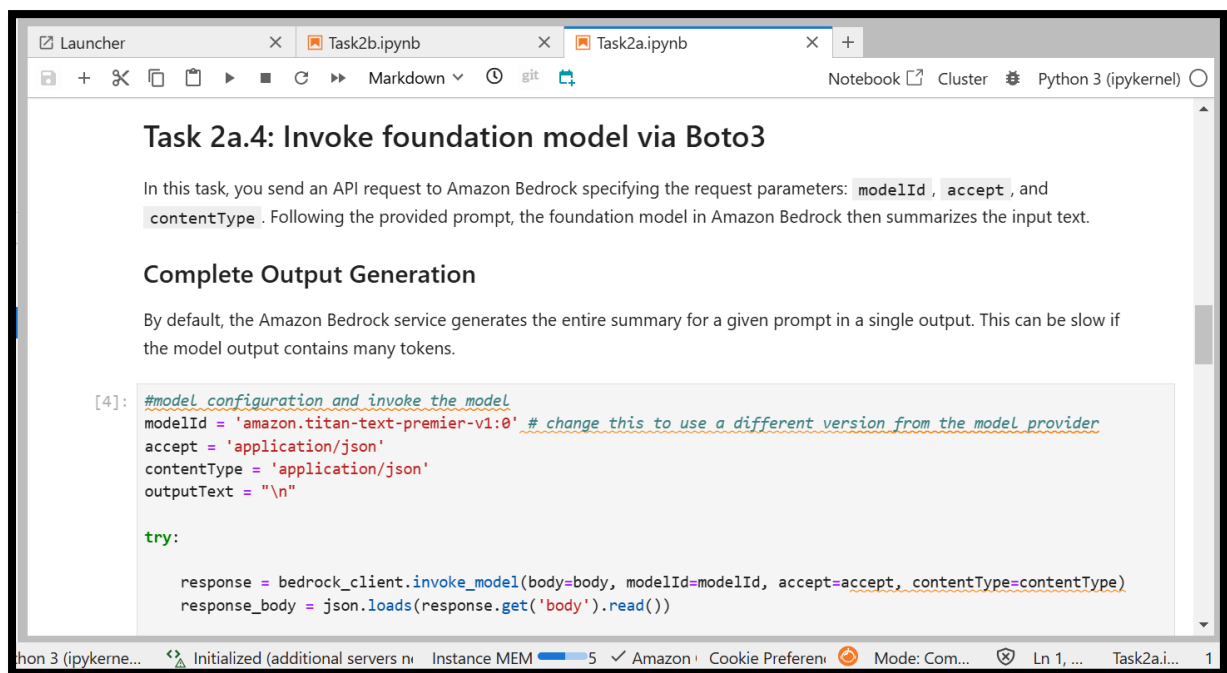 Launcher Task2b.ipynb Task2a.ipynb
Markdown git Notebook Cluster Python 3 (ipykernel)
Task 2a.4: Invoke foundation model via Boto3
In this task, you send an API request to Amazon Bedrock specifying the request parameters: modelId , accept , and
contentType . Following the provided prompt, the foundation model in Amazon Bedrock then summarizes the input text.
Complete Output Generation
By default, the Amazon Bedrock service generates the entire summary for a given prompt in a single output. This can be slow if
the model output contains many tokens.
[4]: #model configuration and invoke the model
modelId = 'amazon.titan-text-premier-v1:0' # change this to use a different version from the model provider
accept = 'application/json'
contentType = 'application/json'
outputText = "\n"
try:
response = bedrock_client.invoke_model(body=body, modelId=modelId, accept=accept, contentType=contentType)
response_body = json.loads(response.get('body').read())
hon 3 (ipykerne... Initialized (additional servers n Instance MEM 5 Amazon Cookie Preferen Mode: Com... Ln 1, ... Task2a.i... 1